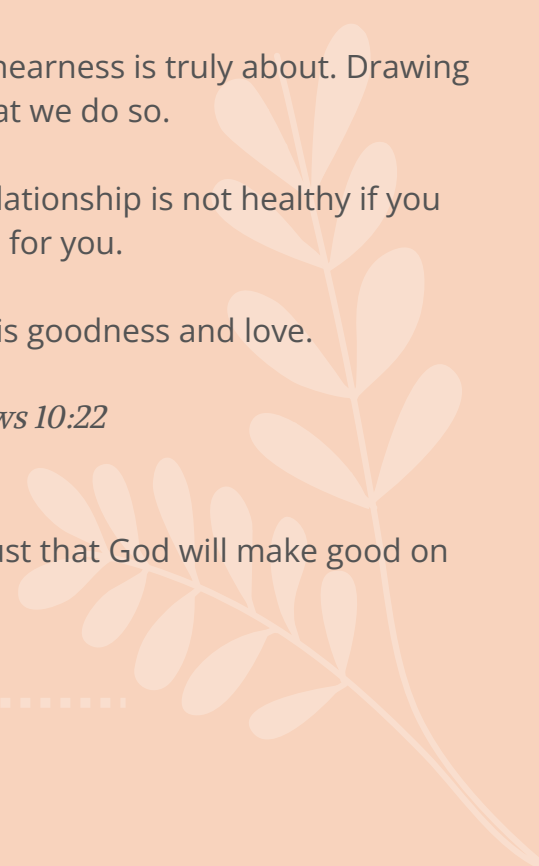 nearness is truly about. Drawing
at we do so.
lationship is not healthy if you
for you.
is goodness and love.
ws 10:22
ust that God will make good on